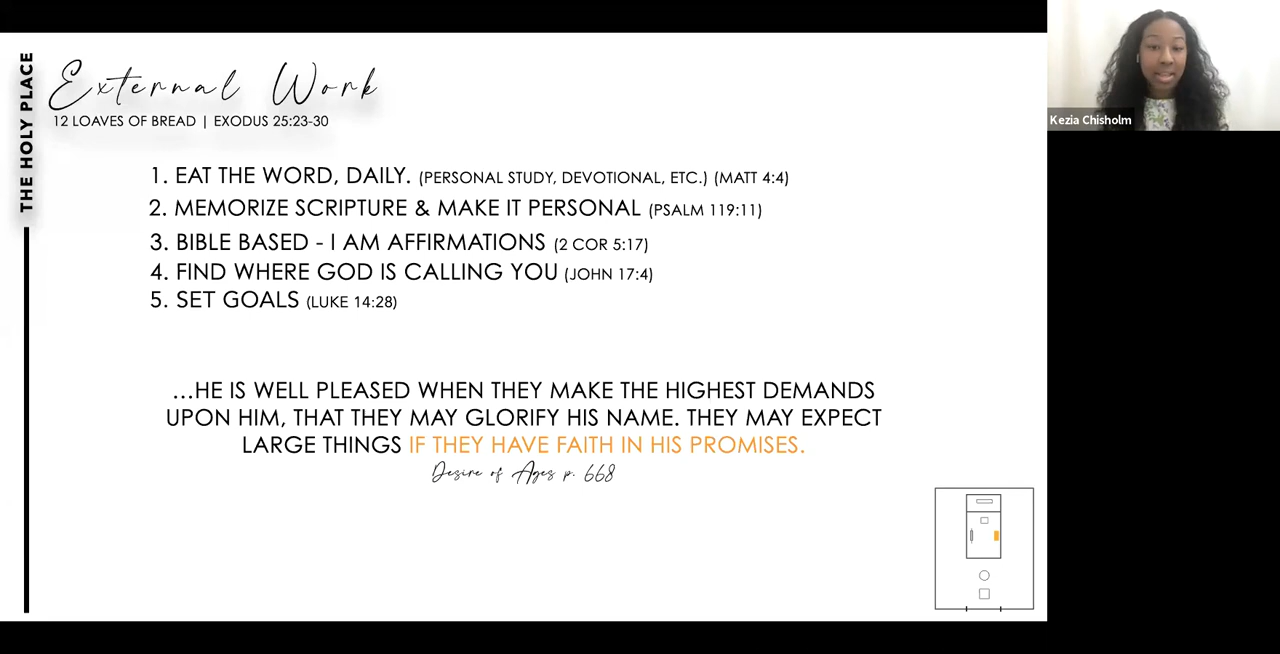 THE HOLY PLACE
External Work
12 LOAVES OF BREAD | EXODUS 25:23-30
1. EAT THE WORD, DAILY. (PERSONAL STUDY, DEVOTIONAL, ETC.) (MATT 4:4)
2. MEMORIZE SCRIPTURE & MAKE IT PERSONAL (PSALM 119:11)
3. BIBLE BASED - I AM AFFIRMATIONS (2 COR 5:17)
4. FIND WHERE GOD IS CALLING YOU (JOHN 17:4)
5. SET GOALS (LUKE 14:28)
...HE IS WELL PLEASED WHEN THEY MAKE THE HIGHEST DEMANDS
UPON HIM, THAT THEY MAY GLORIFY HIS NAME. THEY MAY EXPECT
LARGE THINGS IF THEY HAVE FAITH IN HIS PROMISES.
Desire of Ages p. 668
Kezia Chisholm